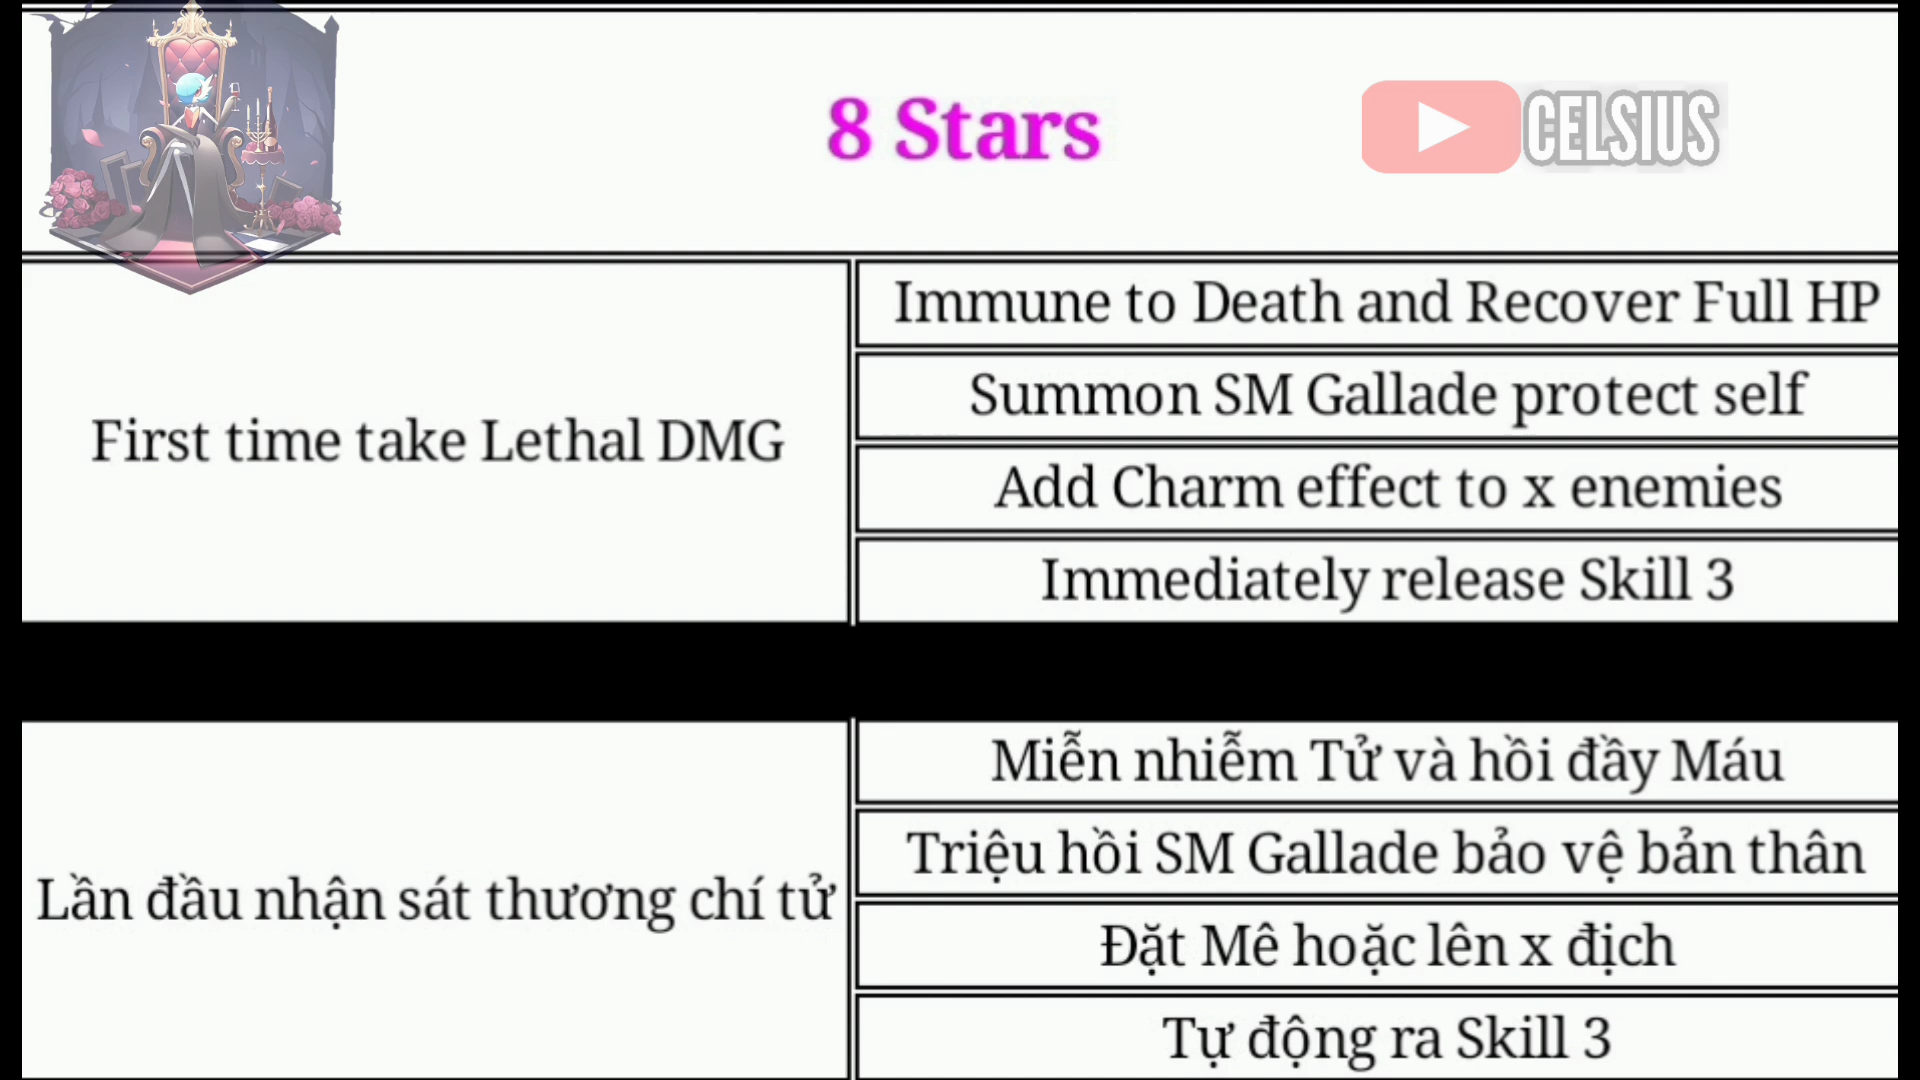 8 Stars
CELSIUS
First time take Lethal DMG
Immune to Death and Recover Full HP
Summon SM Gallade protect self
Add Charm effect to x enemies
Immediately release Skill 3
Lần đầu nhận sát thương chí tử
Miễn nhiễm Tử và hồi đầy Máu
Triệu hồi SM Gallade bảo vệ bản thân
Đặt Mê hoặc lên x địch
Tự động ra Skill 3